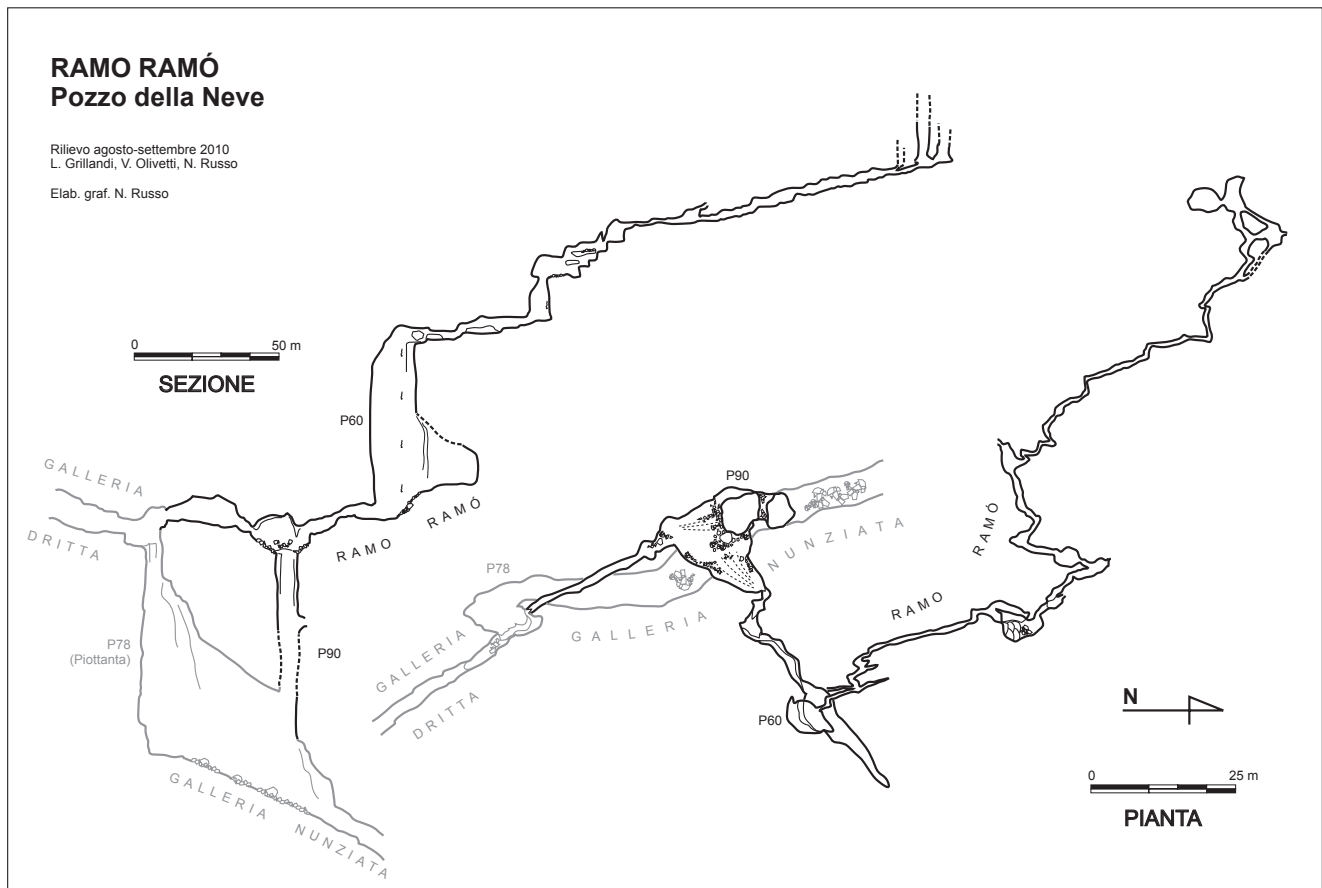 RAMO RAMÓ
Pozzo della Neve
Rilievo agosto-settembre 2010
L. Grillandi, V. Olivetti, N. Russo
Elab. graf. N. Russo
0 50 m
SEZIONE
P60
GALLERIA
DRITTA
RAMO RAMÓ
P78
(Piottanta)
P90
GALLERIA NUNZIATA
P90
NUNZIATA
P78
GALLERIA
GALLERIA
DRITTA
RAMO RAMÓ
P60
N
0 25 m
PIANTA